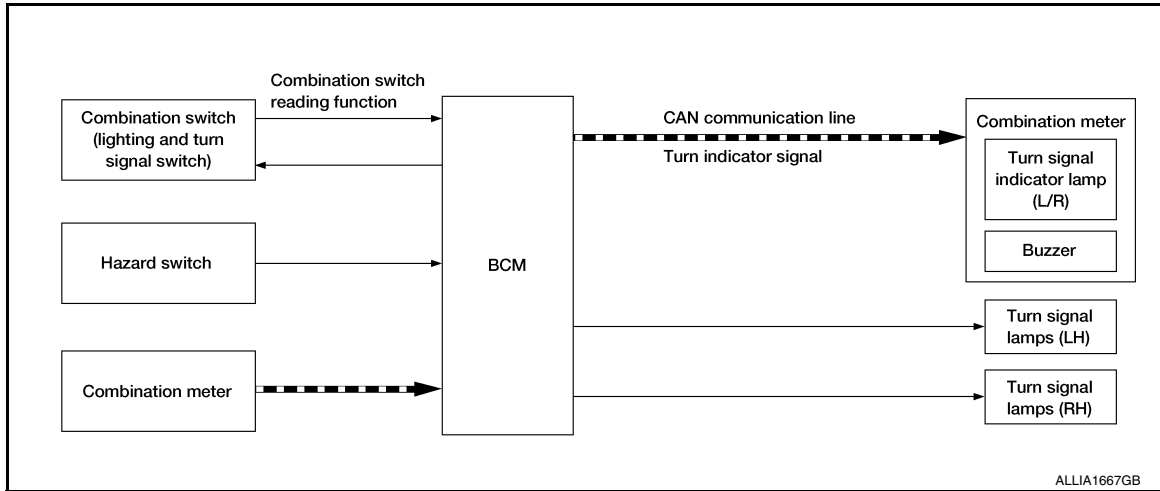 Combination switch
reading function
Combination switch
(lighting and turn
signal switch)
Hazard switch
Combination meter
BCM
CAN communication line
Turn indicator signal
Combination meter
Turn signal
indicator lamp
(L/R)
Buzzer
Turn signal
lamps (LH)
Turn signal
lamps (RH)
ALLIA1667GB